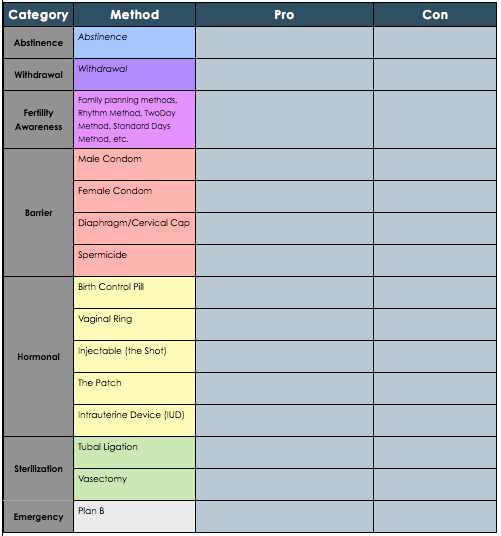 Category Method Pro Con
Abstinence Abstinence
Withdrawal Withdrawal
Fertility Awareness
Family planning methods,
Rhythm Method, TwoDay
Method, Standard Days
Method, etc.
Barrier
Male Condom
Female Condom
Diaphragm/Cervical Cap
Spermicide
Hormonal
Birth Control Pill
Vaginal Ring
Injectable (the Shot)
The Patch
Intrauterine Device (IUD)
Sterilization
Tubal Ligation
Vasectomy
Emergency Plan B